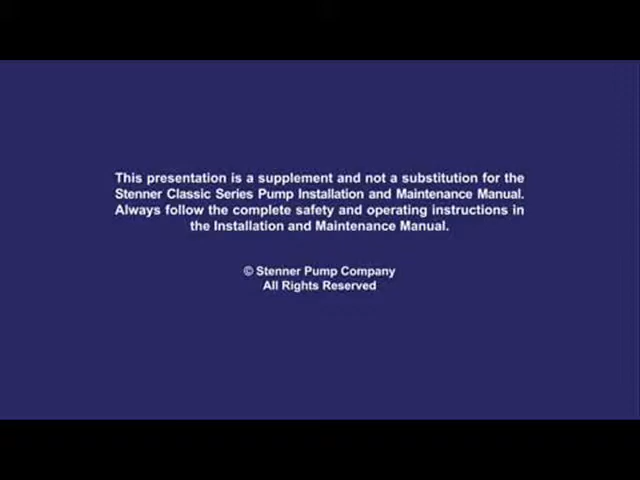 This presentation is a supplement and not a substitution for the
Stenner Classic Series Pump Installation and Maintenance Manual.
Always follow the complete safety and operating instructions in
the Installation and Maintenance Manual.
© Stenner Pump Company
All Rights Reserved